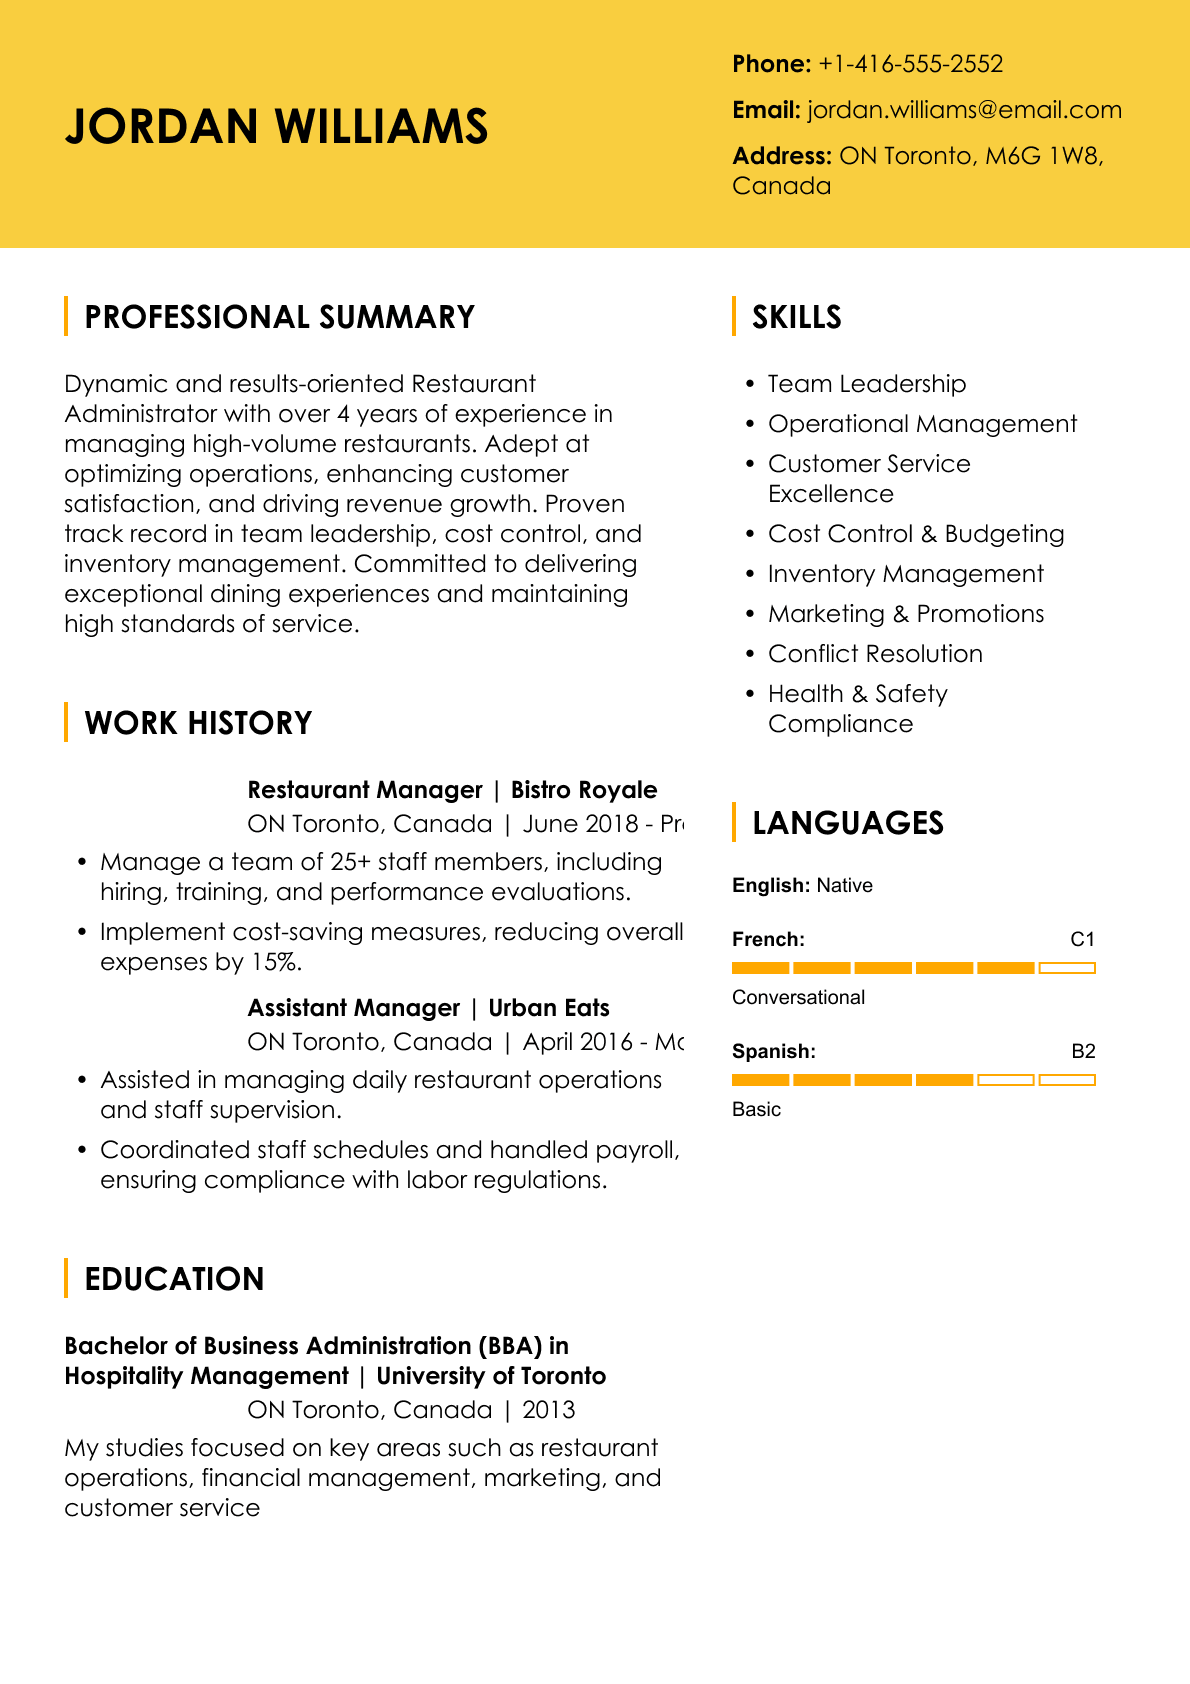 JORDAN WILLIAMS
Phone: +1-416-555-2552
Email: jordan.williams@email.com
Address: ON Toronto, M6G 1W8,
Canada
PROFESSIONAL SUMMARY
Dynamic and results-oriented Restaurant
Administrator with over 4 years of experience in
managing high-volume restaurants. Adept at
optimizing operations, enhancing customer
satisfaction, and driving revenue growth. Proven
track record in team leadership, cost control, and
inventory management. Committed to delivering
exceptional dining experiences and maintaining
high standards of service.
WORK HISTORY
Restaurant Manager | Bistro Royale
ON Toronto, Canada | June 2018 -
• Manage a team of 25+ staff members, including
hiring, training, and performance evaluations.
• Implement cost-saving measures, reducing overall
expenses by 15%.
Assistant Manager | Urban Eats
ON Toronto, Canada | April 2016 -
• Assisted in managing daily restaurant operations
and staff supervision.
• Coordinated staff schedules and handled payroll,
ensuring compliance with labor regulations.
EDUCATION
Bachelor of Business Administration (BBA) in
Hospitality Management | University of Toronto
ON Toronto, Canada | 2013
My studies focused on key areas such as restaurant
operations, financial management, marketing, and
customer service
SKILLS
• Team Leadership
• Operational Management
• Customer Service
Excellence
• Cost Control & Budgeting
• Inventory Management
• Marketing & Promotions
• Conflict Resolution
• Health & Safety
Compliance
LANGUAGES
English: Native
French: C1
Conversational
Spanish: B2
Basic